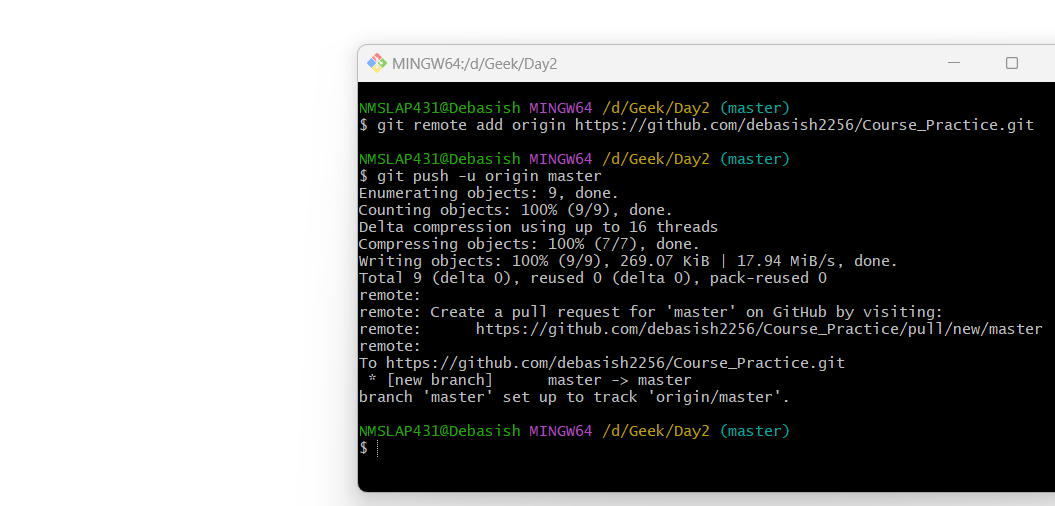 MINGW64:/d/Geek/Day2
NMSLAP431@Debasish MINGW64 /d/Geek/Day2 (master)
$ git remote add origin https://github.com/debasish2256/Course_Practice.git
NMSLAP431@Debasish MINGW64 /d/Geek/Day2 (master)
$ git push -u origin master
Enumerating objects: 9, done.
Counting objects: 100% (9/9), done.
Delta compression using up to 16 threads
Compressing objects: 100% (7/7), done.
Writing objects: 100% (9/9), 269.07 KiB | 17.94 MiB/s, done.
Total 9 (delta 0), reused 0 (delta 0), pack-reused 0
remote:
remote: Create a pull request for 'master' on GitHub by visiting:
remote:      https://github.com/debasish2256/Course_Practice/pull/new/master
remote:
To https://github.com/debasish2256/Course_Practice.git
 * [new branch]      master -> master
branch 'master' set up to track 'origin/master'.
NMSLAP431@Debasish MINGW64 /d/Geek/Day2 (master)
$